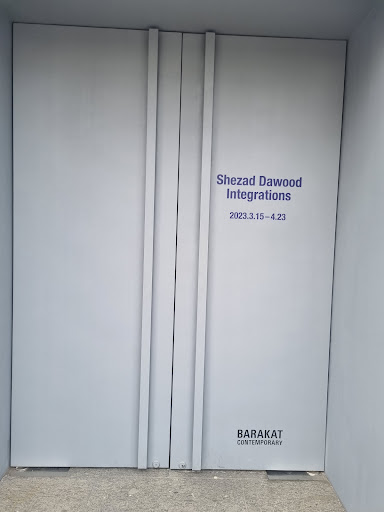 Shezad Dawood
Integrations
2023.3.15–4.23
BARAKAT
CONTEMPORARY